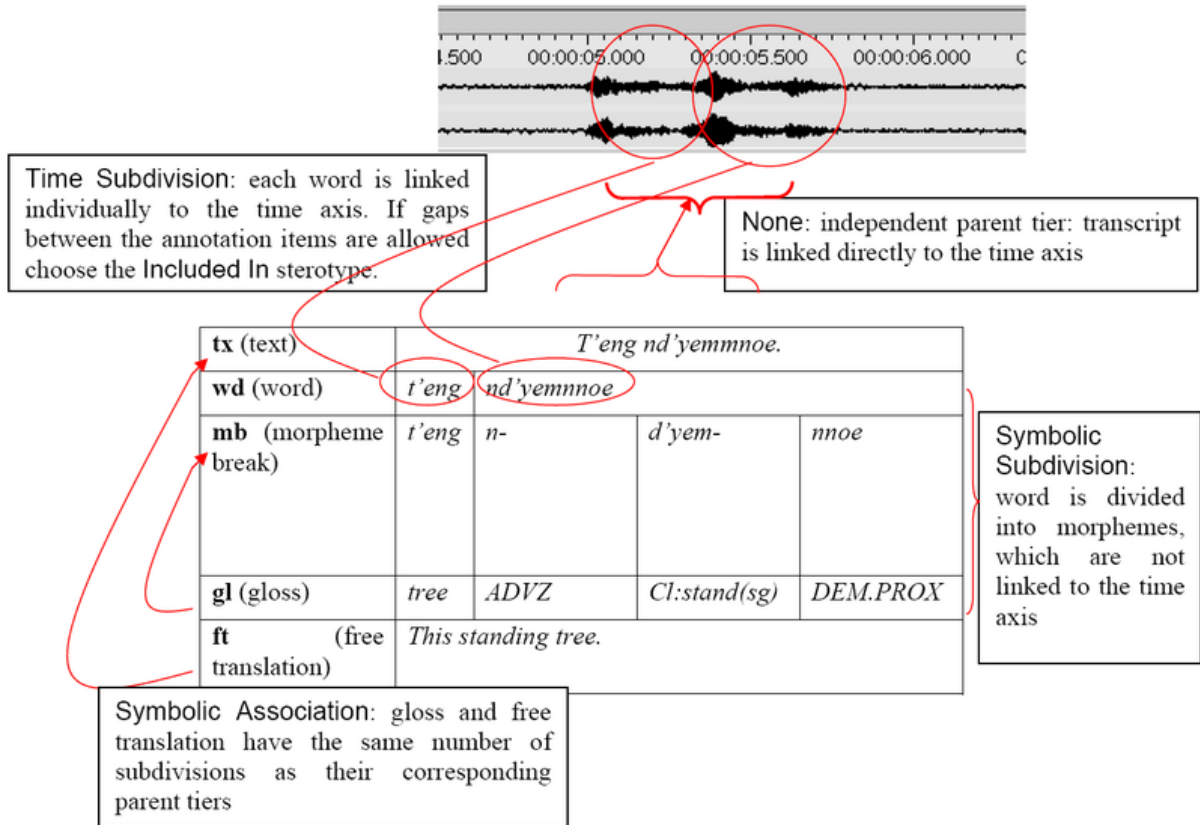 4.500 00:00:05.000 00:00:05.500 00:00:06.000
Time Subdivision: each word is linked
individually to the time axis. If gaps
between the annotation items are allowed
choose the Included In sterotype.
None: independent parent tier: transcript
is linked directly to the time axis
tx (text) T'eng nd'yemmnoe.
wd (word) t'eng nd'yemnnoe
mb (morpheme t'eng n- d'yem- nnoe
break)
gl (gloss) tree ADVZ Cl:stand(sg) DEM.PROX
ft (free This standing tree.
translation)
Symbolic
Subdivision:
word is divided
into morphemes,
which are not
linked to the time
axis
Symbolic Association: gloss and free
translation have the same number of
subdivisions as their corresponding
parent tiers